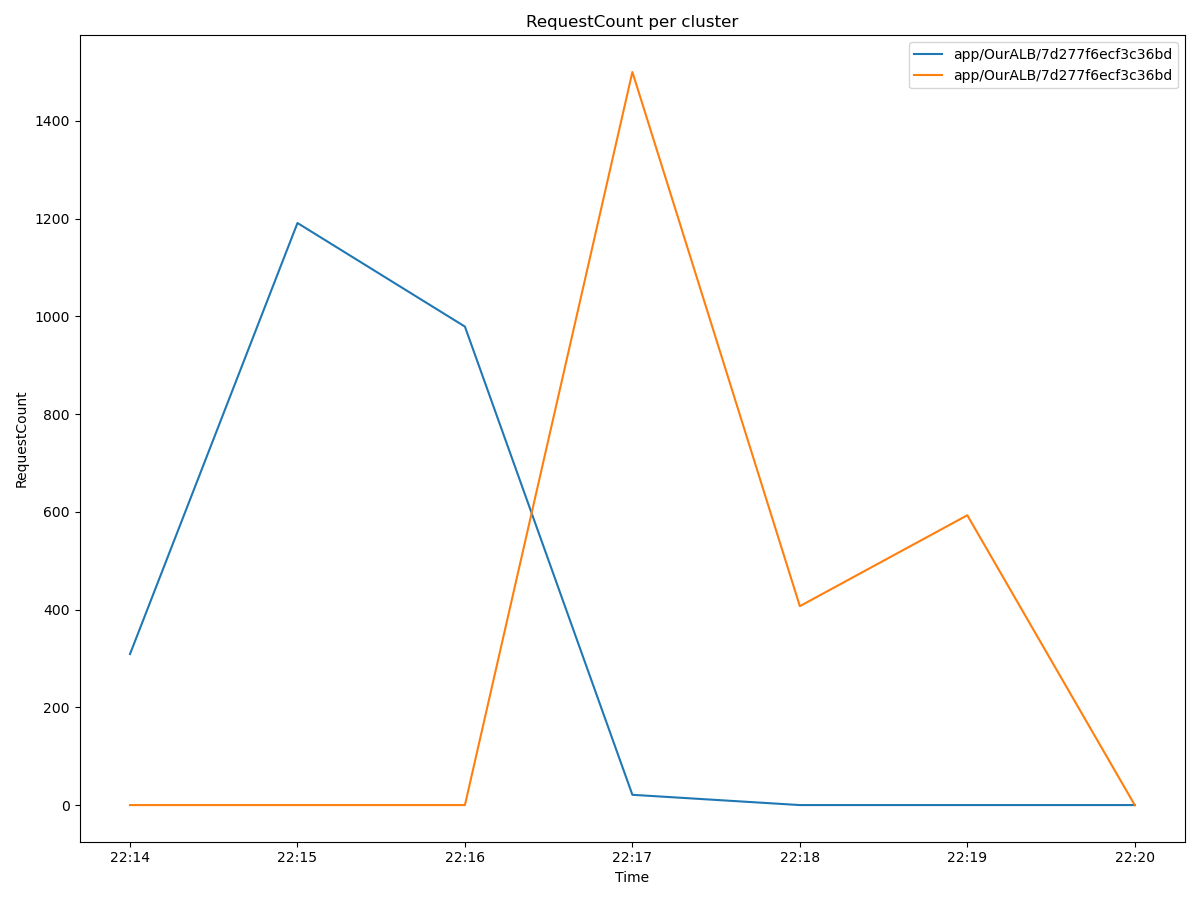 RequestCount per cluster
app/OurALB/7d277f6ecf3c36bd
app/OurALB/7d277f6ecf3c36bd
1400
1200
1000
800
600
400
200
0
RequestCount
22:14 22:15 22:16 22:17 22:18 22:19 22:20
Time